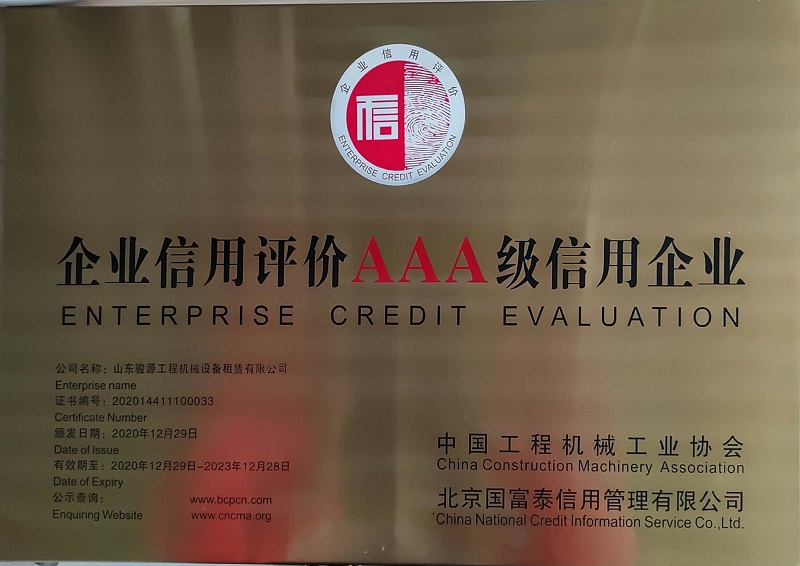 企业信用评价
信
ENTERPRISE CREDIT EVALUATION
企业信用评价AAA级信用企业
ENTERPRISE CREDIT EVALUATION
公司名称：山东骏源工程机械设备租赁有限公司
Enterprise name
证书编号：202014411100033
Certificate Number
颁发日期：2020年12月29日
Date of Issue
有效期至：2020年12月29日-2023年12月28日
Date of Expiry
公示查询： www.bcpcn.com
Enquiring Website www.cncma.org
中国工程机械工业协会
China Construction Machinery Association
北京国富泰信用管理有限公司
China National Credit Information Service Co.,Ltd.